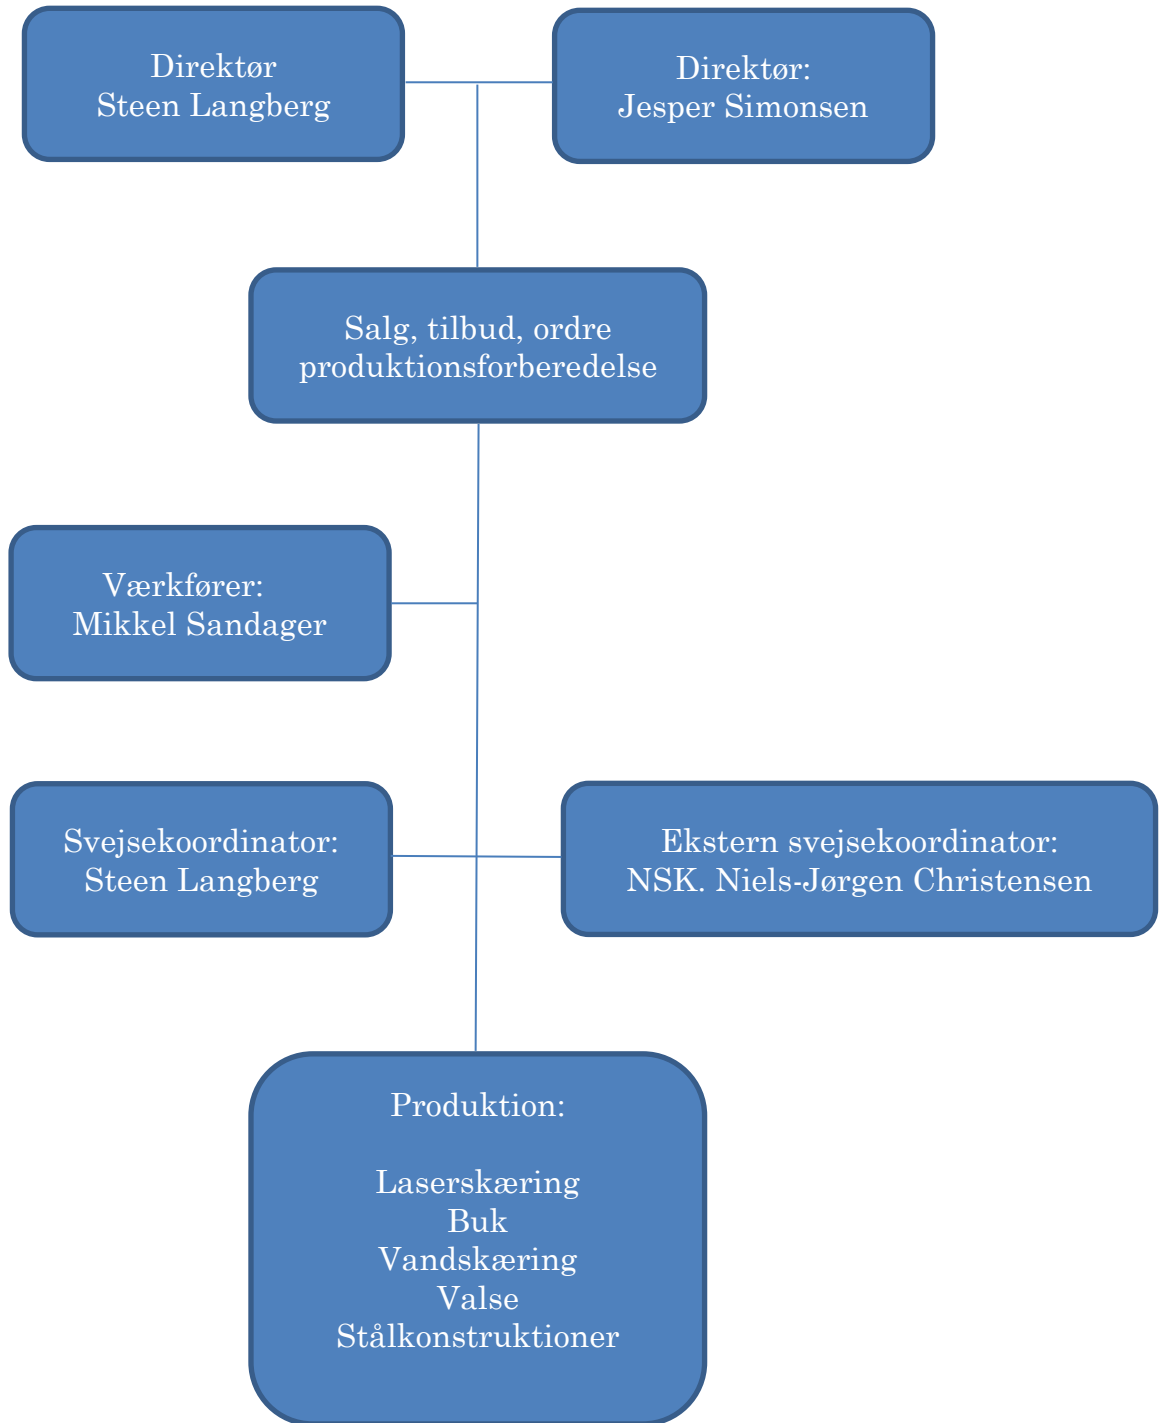 Direktør
Steen Langberg
Direktør:
Jesper Simonsen
Salg, tilbud, ordre
produktionsforberedelse
Værkfører:
Mikkel Sandager
Svejsekoordinator:
Steen Langberg
Ekstern svejsekoordinator:
NSK. Niels-Jørgen Christensen
Produktion:
Laserskæring
Buk
Vandskæring
Valse
Stålkonstruktioner